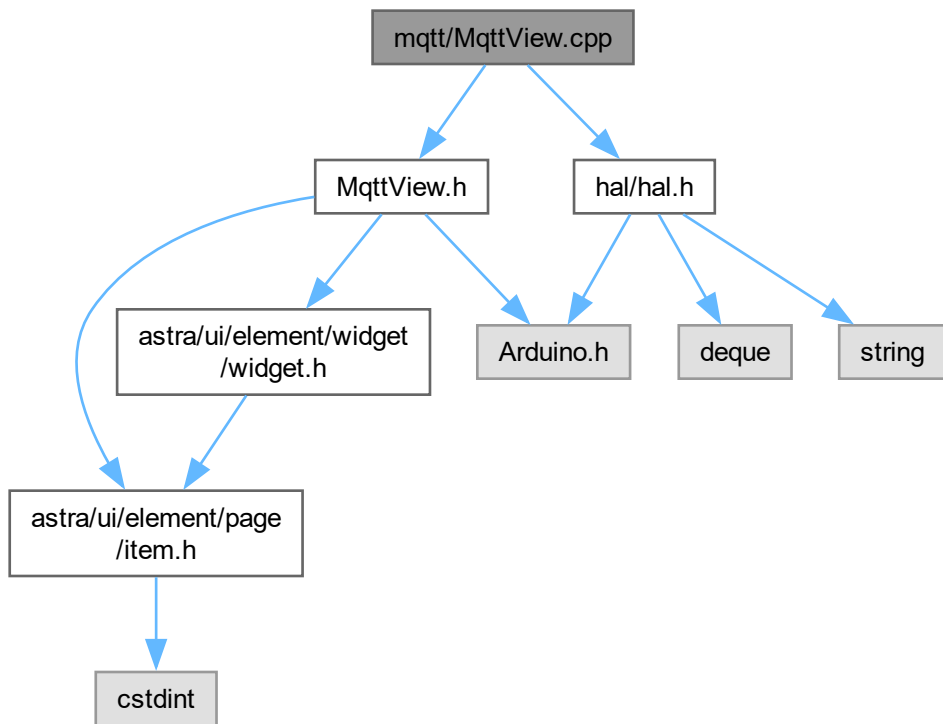 mqtt/MqttView.cpp
MqttView.h
hal/hal.h
astra/ui/element/widget
/widget.h
Arduino.h
deque
string
astra/ui/element/page
/item.h
cstdint